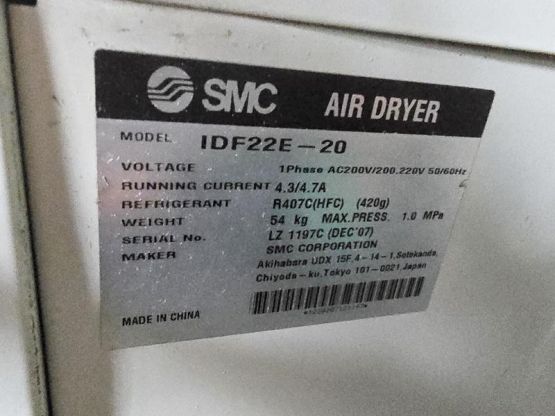 SMC AIR DRYER
MODEL IDF22E-20
VOLTAGE 1Phase AC200V/200.220V 50/60Hz
RUNNING CURRENT 4.3/4.7A
REFRIGERANT R407C(HFC) (420g)
WEIGHT 54 kg MAX.PRESS. 1.0 MPa
SERIAL No. LZ 1197C (DEC'07)
MAKER SMC CORPORATION
Akihabara UDX 15F,4-14-1,Sotokanda,
Chiyoda-ku,Tokyo 101-0021,Japan
MADE IN CHINA